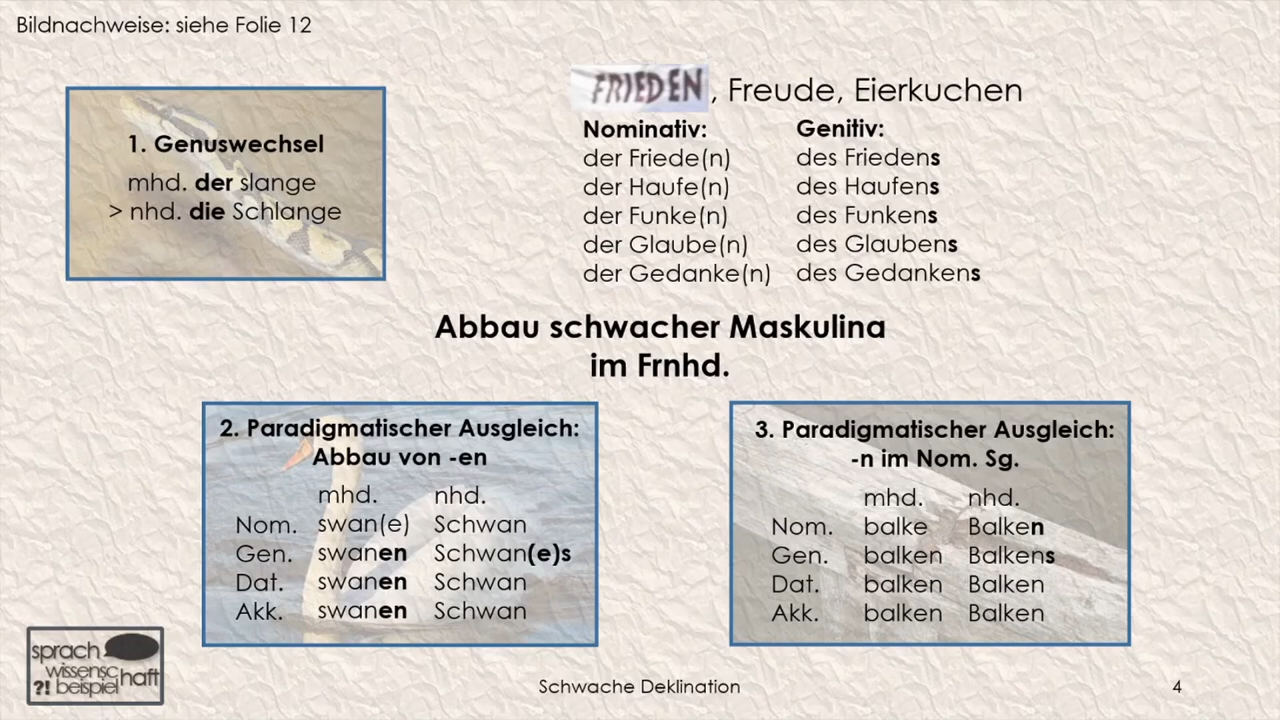 Bildnachweise: siehe Folie 12
1. Genuswechsel
mhd. der slange
> nhd. die Schlange
FRIEDEN, Freude, Eierkuchen
Nominativ: Genitiv:
der Friede(n) des Friedens
der Haufe(n) des Haufens
der Funke(n) des Funkens
der Glaube(n) des Glaubens
der Gedanke(n) des Gedankens
Abbau schwacher Maskulina
im Frnhd.
2. Paradigmatischer Ausgleich:
Abbau von -en
mhd. nhd.
Nom. swan(e) Schwan
Gen. swanen Schwan(e)s
Dat. swanen Schwan
Akk. swanen Schwan
3. Paradigmatischer Ausgleich:
-n im Nom. Sg.
mhd. nhd.
Nom. balke Balken
Gen. balken Balkens
Dat. balken Balken
Akk. balken Balken
sprach
wissensc
haft
?! beispiel
Schwache Deklination
4